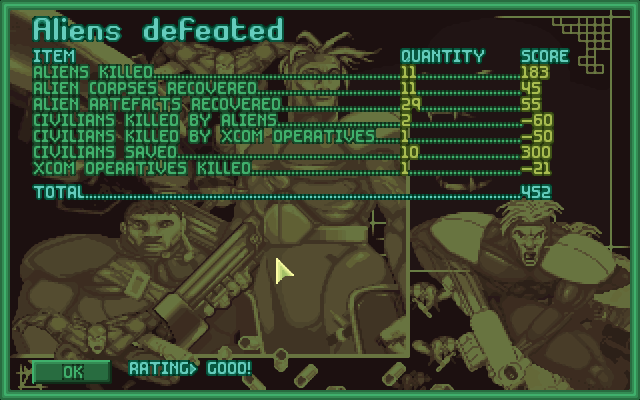 Aliens defeated
ITEM QUANTITY SCORE
ALIENS KILLED 11 183
ALIEN CORPSES RECOVERED 11 45
ALIEN ARTEFACTS RECOVERED 29 55
CIVILIANS KILLED BY ALIENS 2 -60
CIVILIANS KILLED BY XCOM OPERATIVES 1 -50
CIVILIANS SAVED 10 300
XCOM OPERATIVES KILLED 1 -21
TOTAL 452
OK RATING> GOOD!